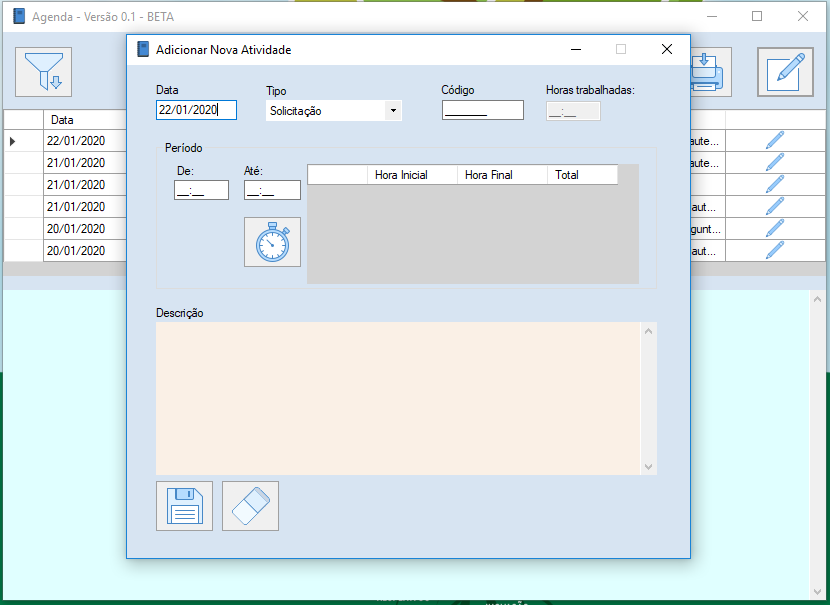 Agenda - Versão 0.1 - BETA
Adicionar Nova Atividade
Data
Tipo
Código
Horas trabalhadas:
22/01/2020
Solicitação
_______
__:__
Data
22/01/2020
21/01/2020
21/01/2020
21/01/2020
20/01/2020
20/01/2020
Período
De:
Até:
__:__
__:__
Hora Inicial
Hora Final
Total
Descrição
aute...
aute...
aut...
gunt...
aut...